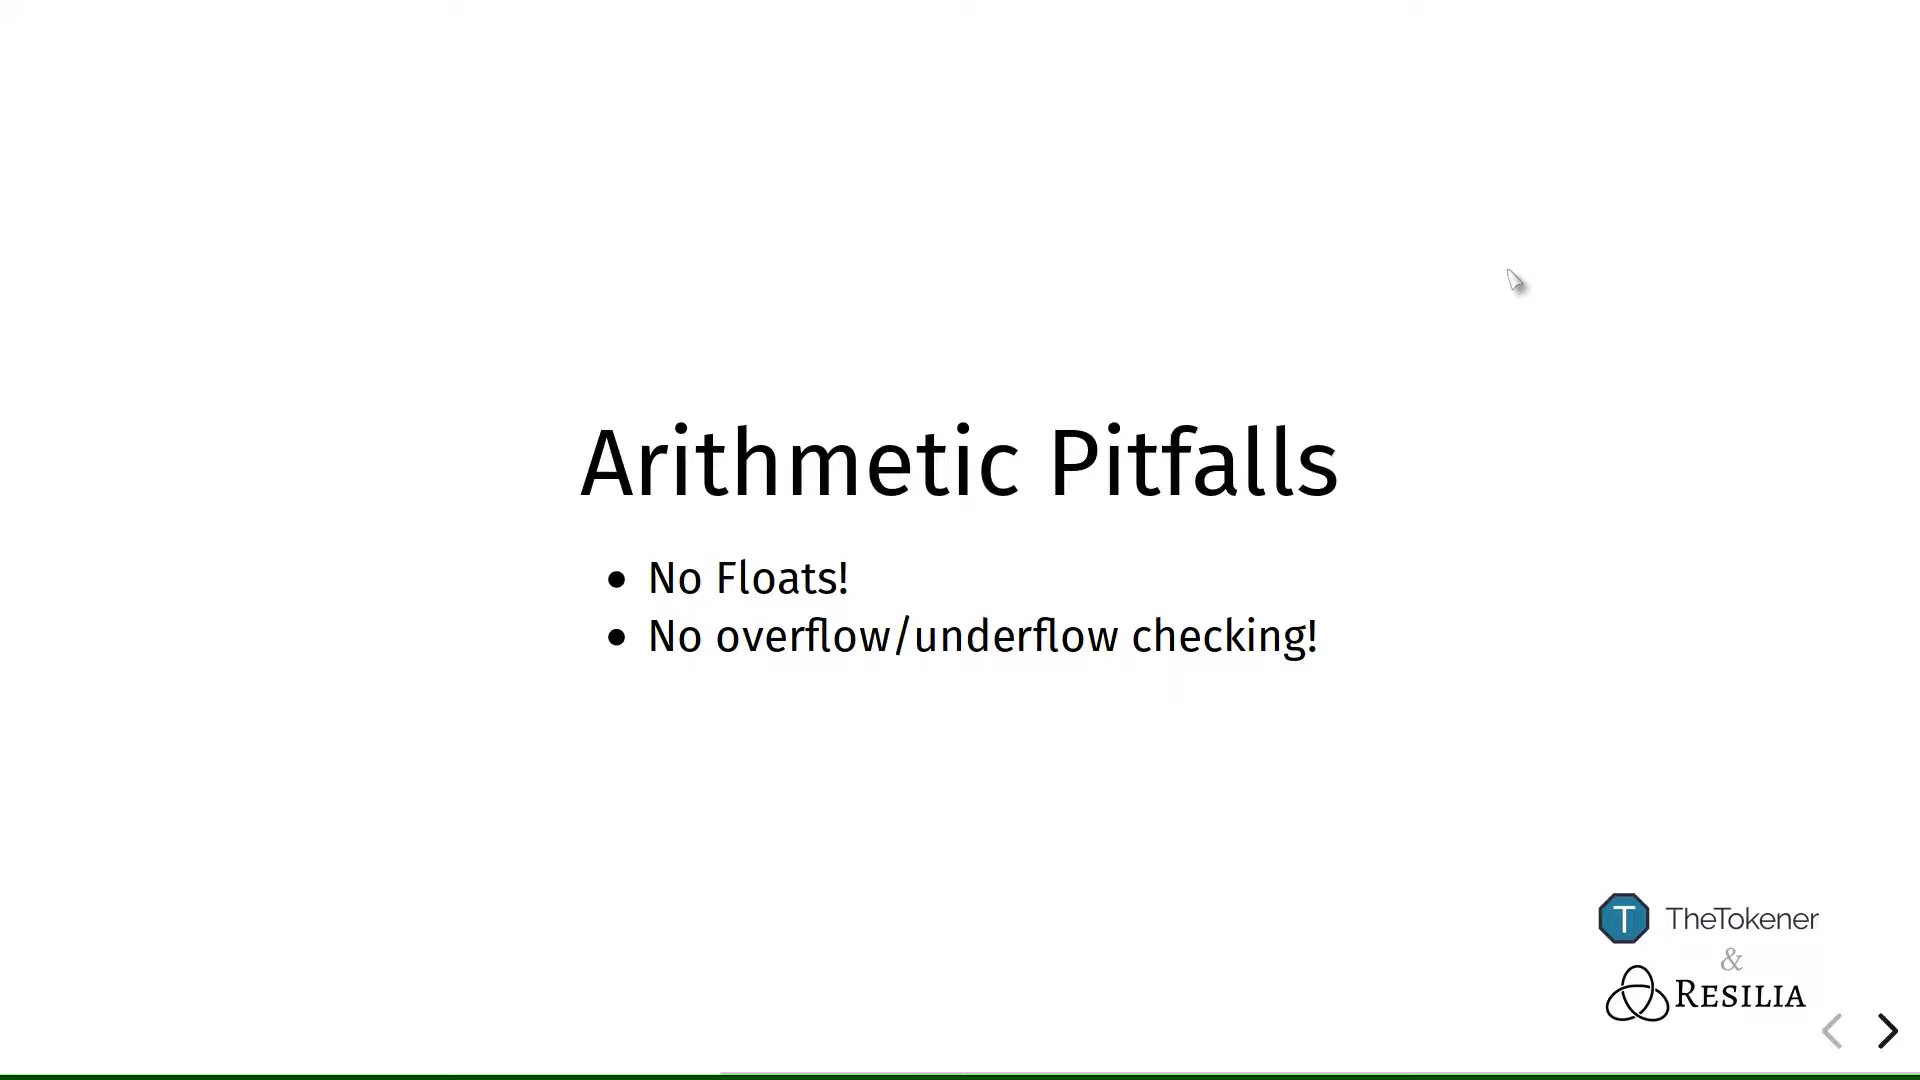 Arithmetic Pitfalls
No Floats!
No overflow/underflow checking!
T TheTokener
&
RESILIA